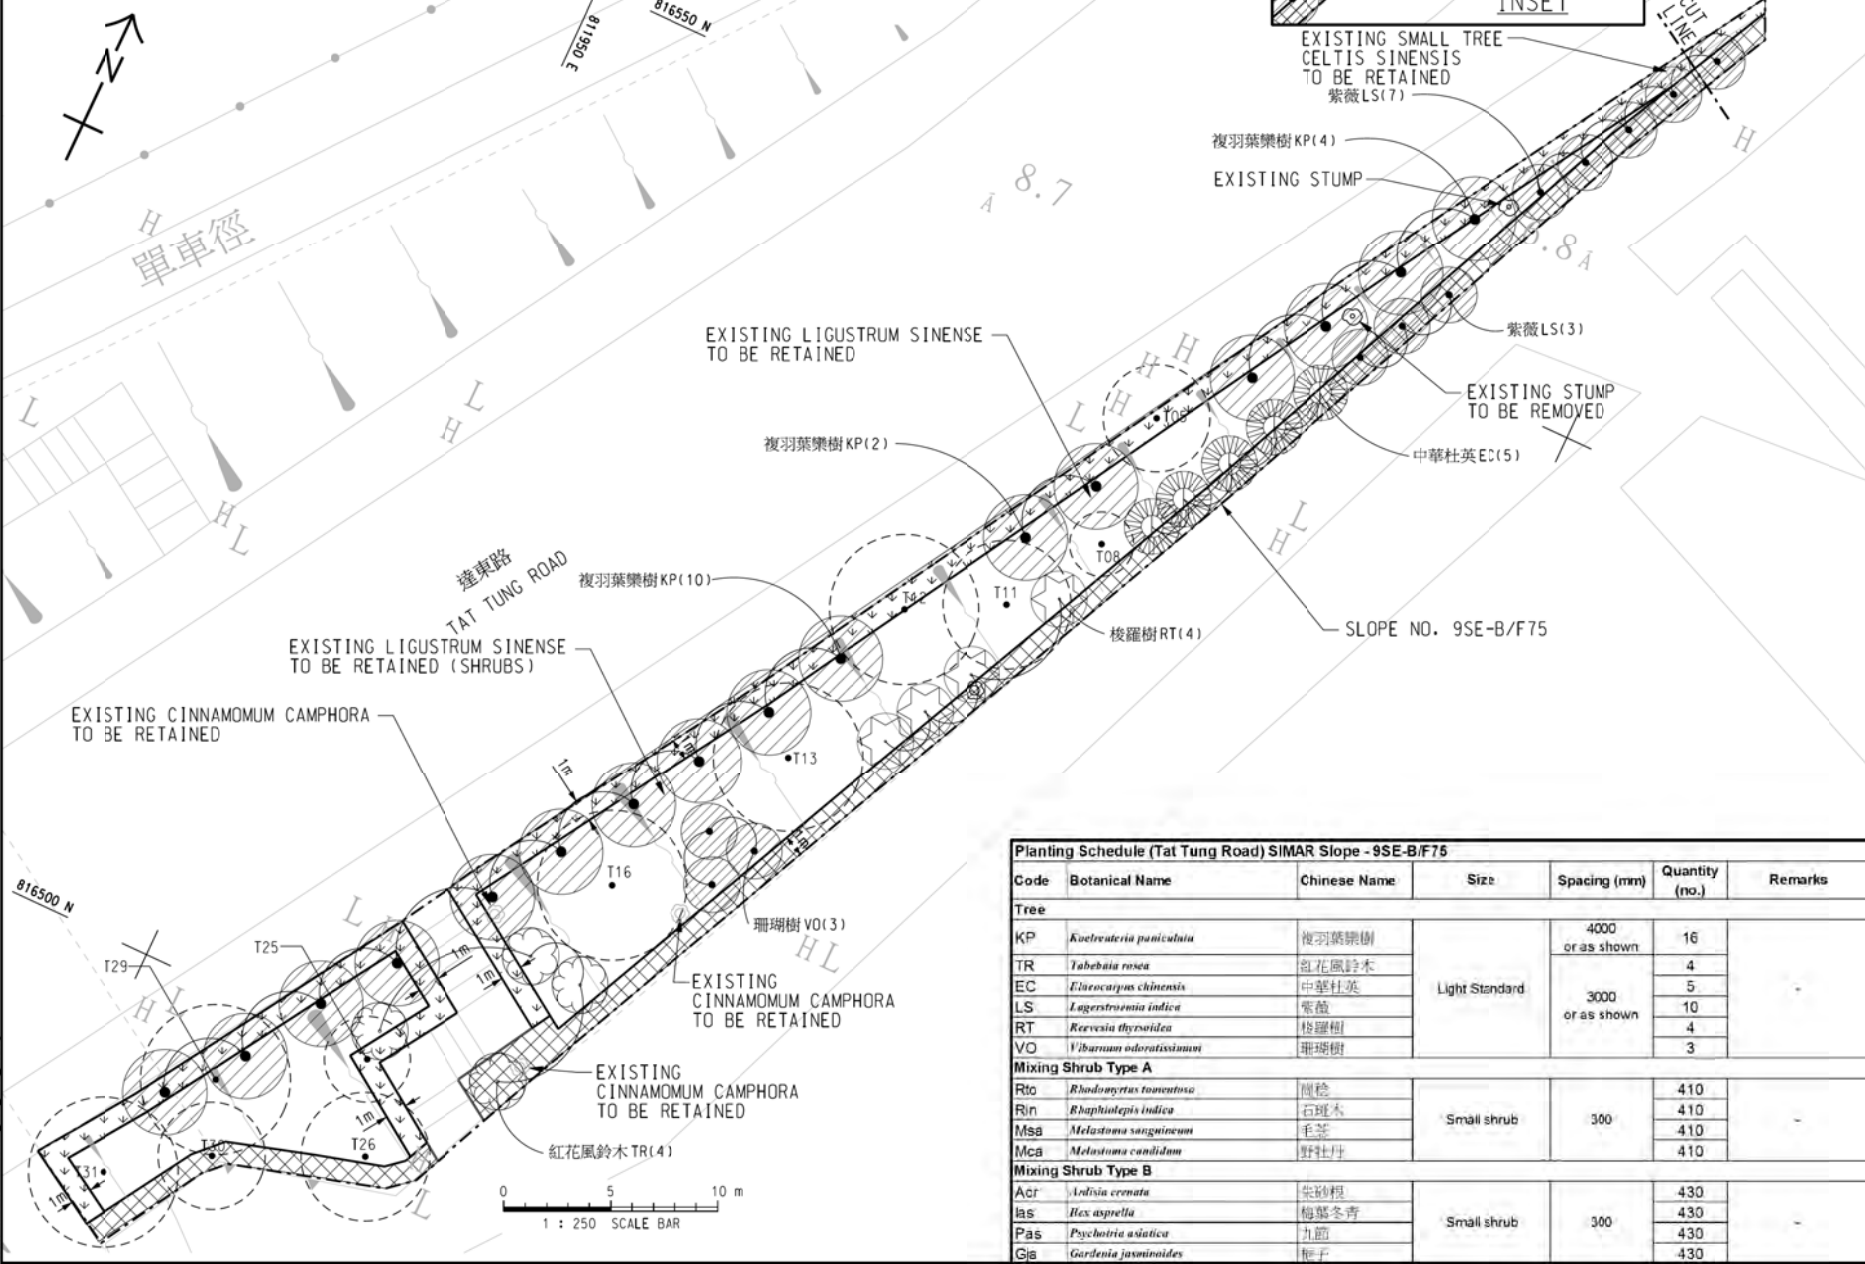 INSET
CUT
LINE
816550 N
811950 E
N
EXISTING SMALL TREE
CELTIS SINENSIS
TO BE RETAINED
紫薇LS(7)
複羽葉欒樹KP(4)
EXISTING STUMP
H
8.7
單車徑
H
EXISTING LIGUSTRUM SINENSE
TO BE RETAINED
紫薇LS(3)
EXISTING STUMP
TO BE REMOVED
複羽葉欒樹KP(2)
中華杜英EC(5)
L
H
L
H
H
H
H
L
T05
T08
T11
T12
達東路
TAT TUNG ROAD
複羽葉欒樹KP(10)
梭羅樹RT(4)
SLOPE NO. 9SE-B/F75
L
H
EXISTING LIGUSTRUM SINENSE
TO BE RETAINED (SHRUBS)
EXISTING CINNAMOMUM CAMPHORA
TO BE RETAINED
1m
1m
T13
T16
珊瑚樹VO(3)
HL
816500 N
T25
T29
H
L
1m
1m
EXISTING
CINNAMOMUM CAMPHORA
TO BE RETAINED
EXISTING
CINNAMOMUM CAMPHORA
TO BE RETAINED
1m
T26
T30
T31
1m
紅花風鈴木TR(4)
L
0 5 10 m
1 : 250 SCALE BAR
Planting Schedule (Tat Tung Road) SIMAR Slope - 9SE-B/F75
Code Botanical Name Chinese Name Size Spacing (mm) Quantity (no.) Remarks
Tree
KP Koelreuteria paniculata 複羽葉欒樹 Light Standard 4000 or as shown 16 -
TR Tabebuia rosea 紅花風鈴木 3000 or as shown 4
EC Elaeocarpus chinensis 中華杜英 5
LS Lagerstroemia indica 紫薇 10
RT Reevesia thyrsoidea 梭羅樹 4
VO Viburnum odoratissimum 珊瑚樹 3
Mixing Shrub Type A
Rto Rhodomyrtus tomentosa 崗稔 Small shrub 300 410 -
Rin Rhaphiolepis indica 石斑木 410
Msa Melastoma sanguineum 毛菍 410
Mca Melastoma candidum 野牡丹 410
Mixing Shrub Type B
Acr Ardisia crenata 朱砂根 Small shrub 300 430 -
Ias Ilex asprella 梅葉冬青 430
Pas Psychotria asiatica 九節 430
Gja Gardenia jasminoides 梔子 430